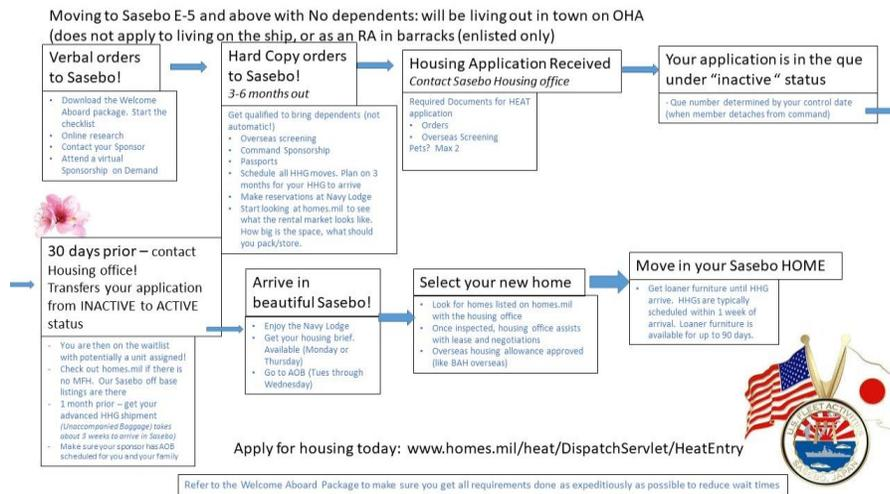 Moving to Sasebo E-5 and above with No dependents: will be living out in town on OHA
(does not apply to living on the ship, or as an RA in barracks (enlisted only)
Verbal orders
to Sasebo!
• Download the Welcome
Aboard package. Start the
checklist
• Online research
• Contact your Sponsor
• Attend a virtual
Sponsorship on Demand
Hard Copy orders
to Sasebo!
3-6 months out
Get qualified to bring dependents (not
automatic!)
• Overseas screening
• Command Sponsorship
• Passports
• Schedule all HHG moves. Plan on 3
months for your HHG to arrive
• Make reservations at Navy Lodge
• Start looking at homes.mil to see
what the rental market looks like.
How big is the space, what should
you pack/store.
Housing Application Received
Contact Sasebo Housing office
Required Documents for HEAT
application
• Orders
• Overseas Screening
Pets? Max 2
Your application is in the que
under "inactive" status
- Que number determined by your control date
(when member detaches from command)
30 days prior – contact
Housing office!
Transfers your application
from INACTIVE to ACTIVE
status
- You are then on the waitlist
with potentially a unit assigned!
- Check out homes.mil if there is
no MFH. Our Sasebo off base
listings are there
- 1 month prior – get your
advanced HHG shipment
(Unaccompanied Baggage) takes
about 3 weeks to arrive in Sasebo)
- Make sure your sponsor has AOB
scheduled for you and your family
Arrive in
beautiful Sasebo!
• Enjoy the Navy Lodge
• Get your housing brief.
Available (Monday or
Thursday)
• Go to AOB (Tues through
Wednesday)
Select your new home
• Look for homes listed on homes.mil
with the housing office
• Once inspected, housing office assists
with lease and negotiations
• Overseas housing allowance approved
(like BAH overseas)
Move in your Sasebo HOME
• Get loaner furniture until HHG
arrive. HHGs are typically
scheduled within 1 week of
arrival. Loaner furniture is
available for up to 90 days.
U.S. FLEET ACTIVITIES
SASEBO, JAPAN
Apply for housing today: www.homes.mil/heat/DispatchServlet/HeatEntry
Refer to the Welcome Aboard Package to make sure you get all requirements done as expeditiously as possible to reduce wait times